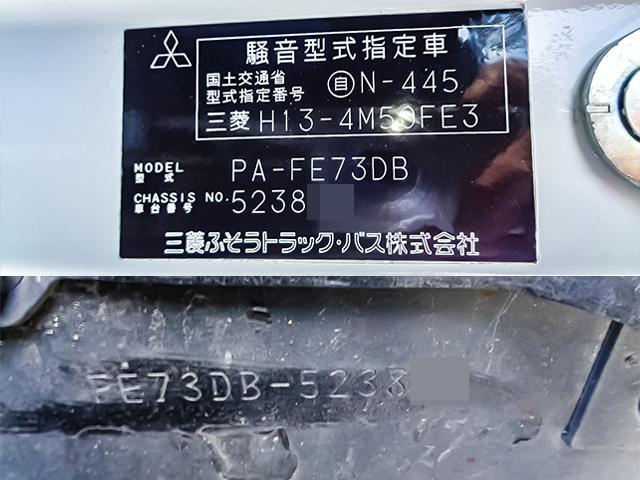 騒音型式指定車
国土交通省
型式指定番号 自N-445
三菱 H13-4M50FE3
MODEL
型式 PA-FE73DB
CHASSIS NO. 5238
車台番号
三菱ふそうトラック・バス株式会社
FE73DB-5238